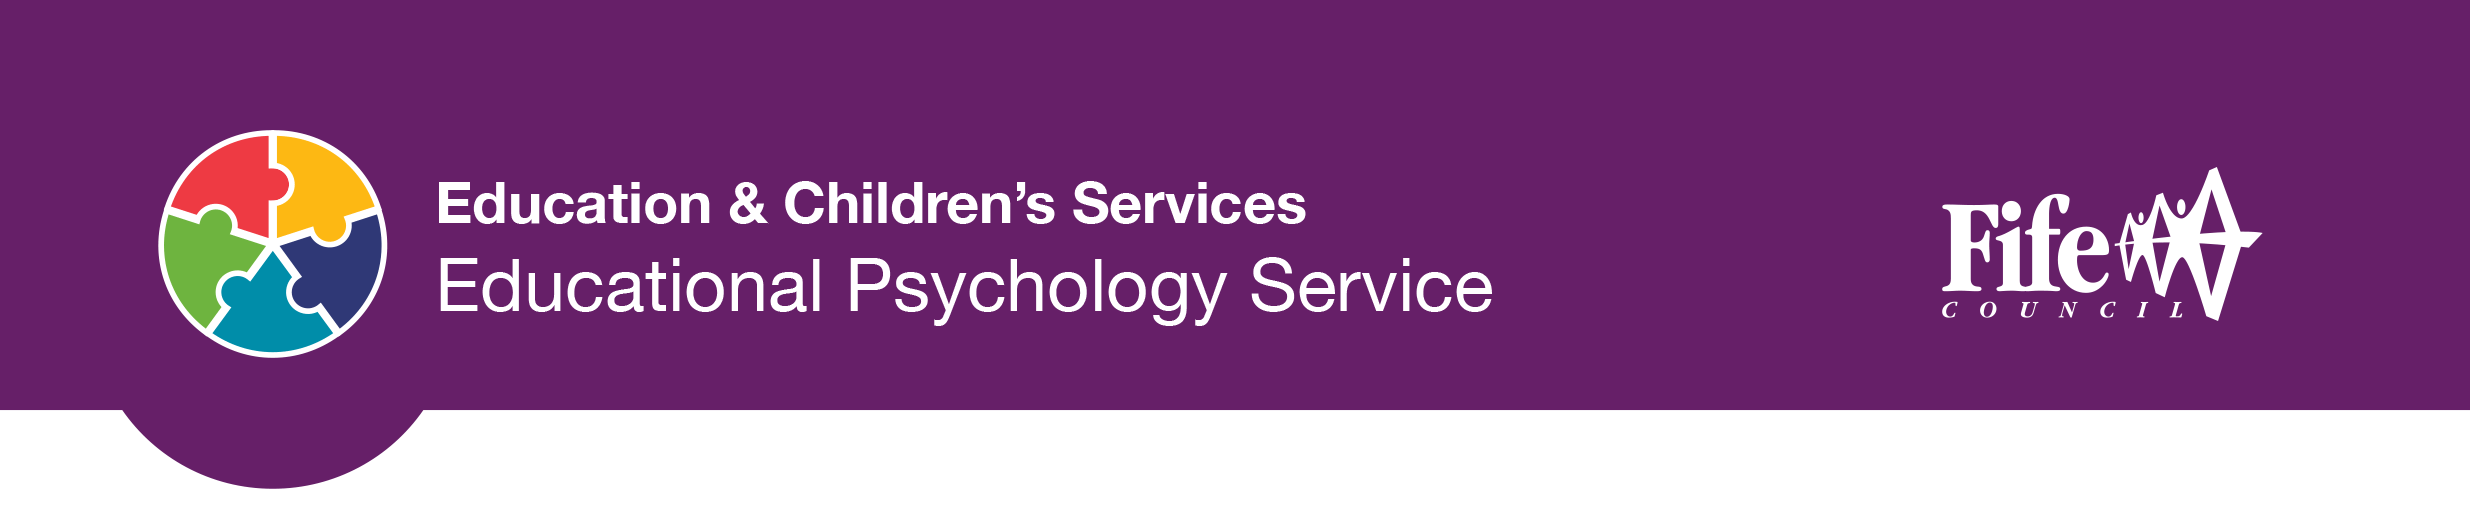 Education & Children’s Services
Educational Psychology Service
Fife
COUNCIL